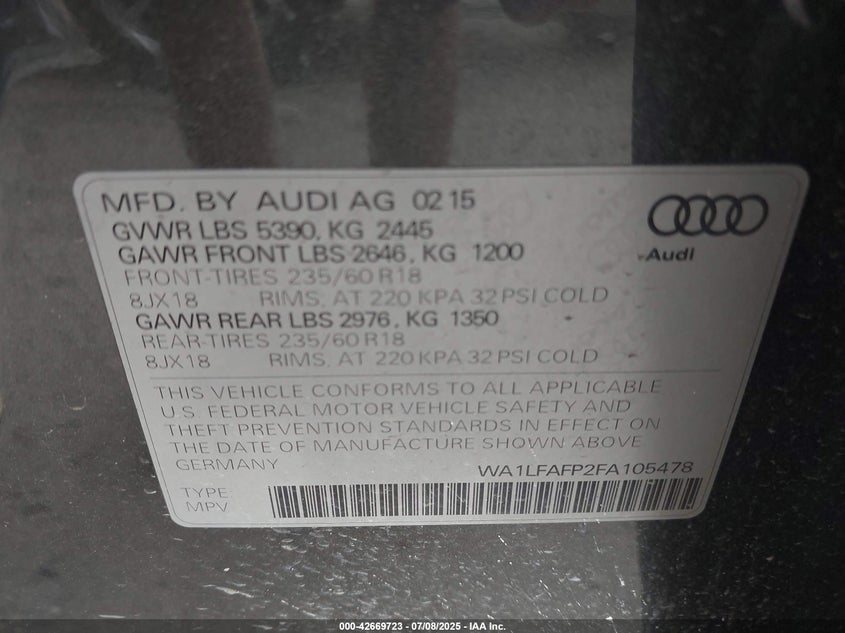 MFD. BY AUDI AG 02 15
GVWR LBS 5390, KG 2445
GAWR FRONT LBS 2646, KG 1200
FRONT-TIRES 235/60 R18
8JX18 RIMS, AT 220 KPA 32 PSI COLD
GAWR REAR LBS 2976, KG 1350
REAR-TIRES 235/60 R18
8JX18 RIMS, AT 220 KPA 32 PSI COLD
Audi
THIS VEHICLE CONFORMS TO ALL APPLICABLE
U.S. FEDERAL MOTOR VEHICLE SAFETY AND
THEFT PREVENTION STANDARDS IN EFFECT ON
THE DATE OF MANUFACTURE SHOWN ABOVE
GERMANY WA1LFAFP2FA105478
TYPE
MPV
000-42669723 - 07/08/2025 - IAA Inc.